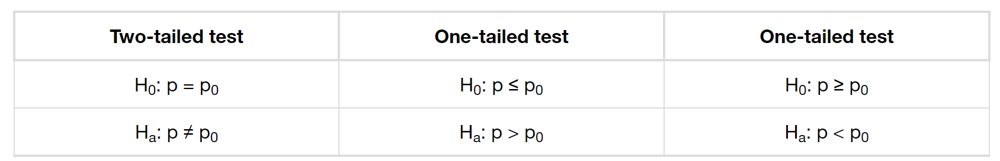 Two-tailed test One-tailed test One-tailed test
H₀: p = p₀ H₀: p ≤ p₀ H₀: p ≥ p₀
Hₐ: p ≠ p₀ Hₐ: p > p₀ Hₐ: p < p₀